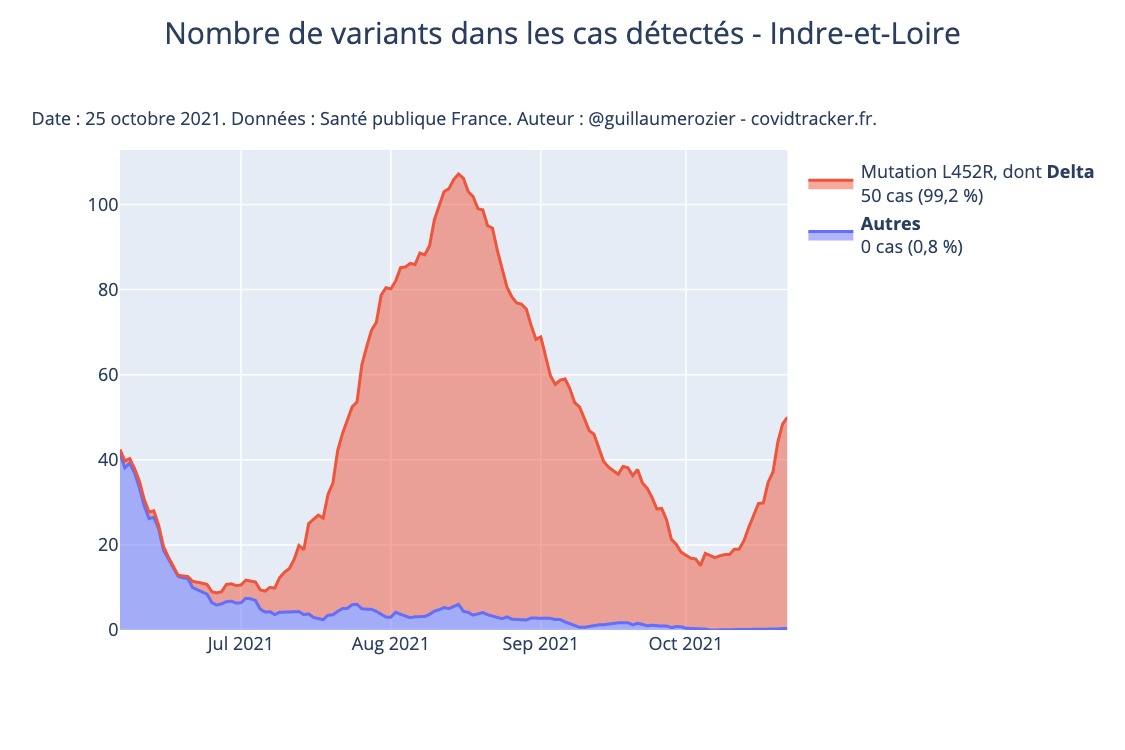 Nombre de variants dans les cas détectés - Indre-et-Loire
Date : 25 octobre 2021. Données : Santé publique France. Auteur : @guillaumerozier - covidtracker.fr.
Mutation L452R, dont Delta
50 cas (99,2 %)
Autres
0 cas (0,8 %)
100
80
60
40
20
0
Jul 2021
Aug 2021
Sep 2021
Oct 2021